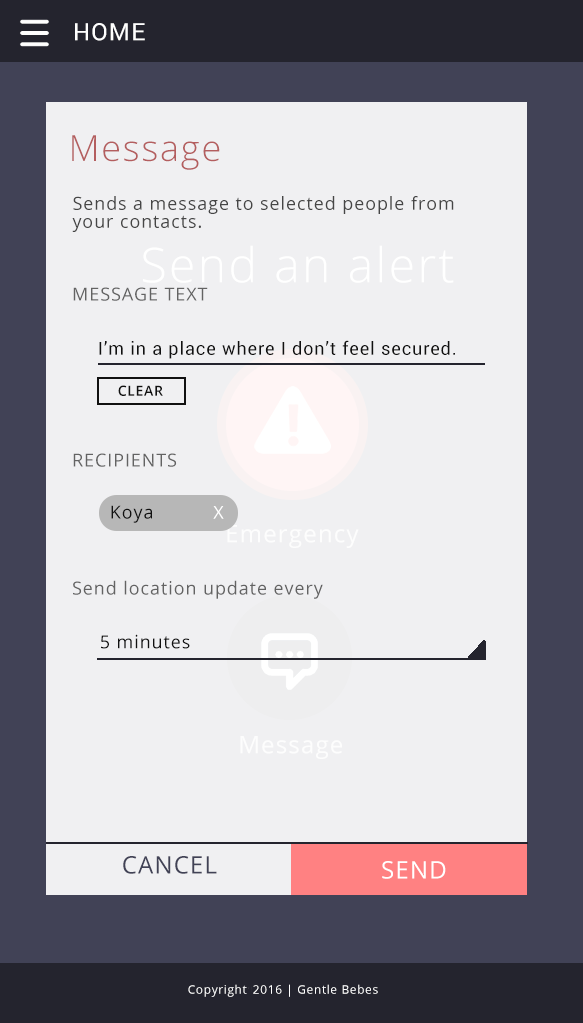 HOME
Message
Sends a message to selected people from
your contacts.
Send an alert
MESSAGE TEXT
I'm in a place where I don't feel secured.
CLEAR
RECIPIENTS
Koya X
Emergency
Send location update every
5 minutes
Message
CANCEL SEND
Copyright 2016 | Gentle Bebes